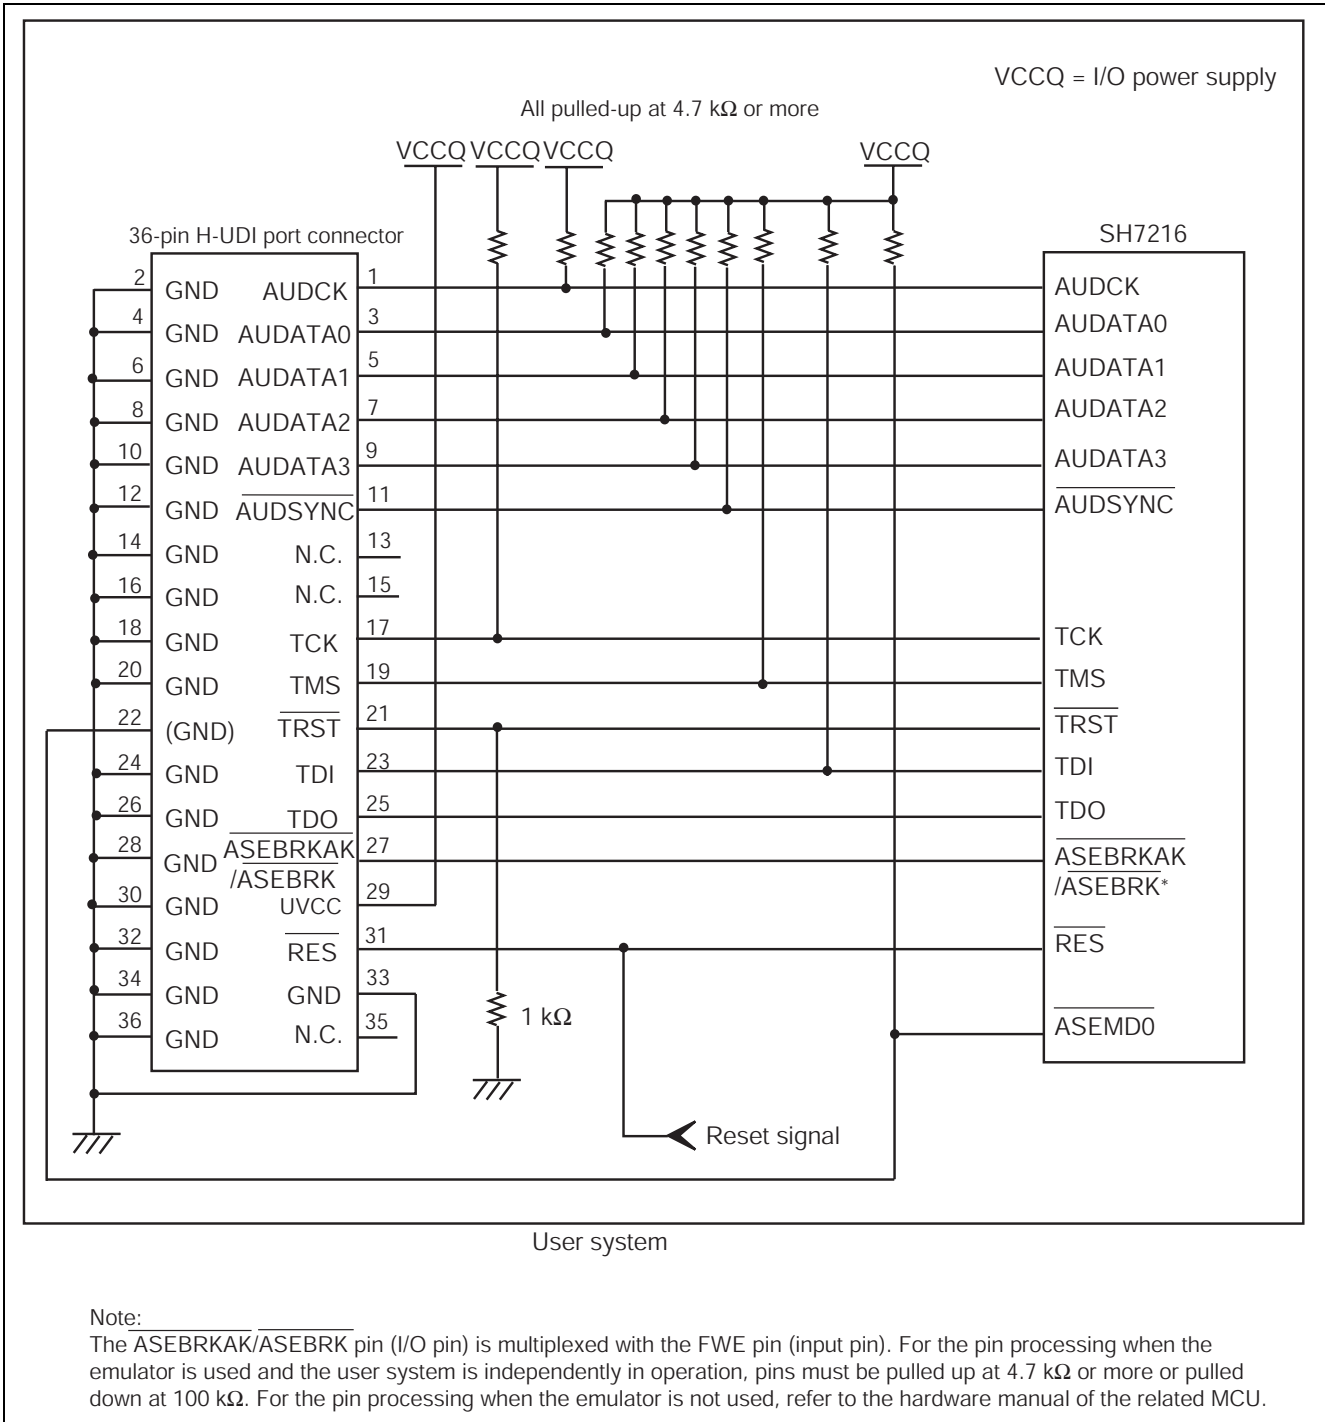 VCCQ = I/O power supply
All pulled-up at 4.7 kΩ or more
VCCQ VCCQ VCCQ VCCQ
36-pin H-UDI port connector
SH7216
2 GND AUDCK 1 AUDCK
4 GND AUDATA0 3 AUDATA0
6 GND AUDATA1 5 AUDATA1
8 GND AUDATA2 7 AUDATA2
10 GND AUDATA3 9 AUDATA3
12 GND AUDSYNC 11 AUDSYNC
14 GND N.C. 13
16 GND N.C. 15
18 GND TCK 17 TCK
20 GND TMS 19 TMS
22 (GND) TRST 21 TRST
24 GND TDI 23 TDI
26 GND TDO 25 TDO
28 GND ASEBRKAK 27 ASEBRKAK
/ASEBRK /ASEBRK*
30 GND UVCC 29
32 GND RES 31 RES
34 GND GND 33
1 kΩ
36 GND N.C. 35 ASEMD0
Reset signal
User system
Note:
The ASEBRKAK/ASEBRK pin (I/O pin) is multiplexed with the FWE pin (input pin). For the pin processing when the
emulator is used and the user system is independently in operation, pins must be pulled up at 4.7 kΩ or more or pulled
down at 100 kΩ. For the pin processing when the emulator is not used, refer to the hardware manual of the related MCU.